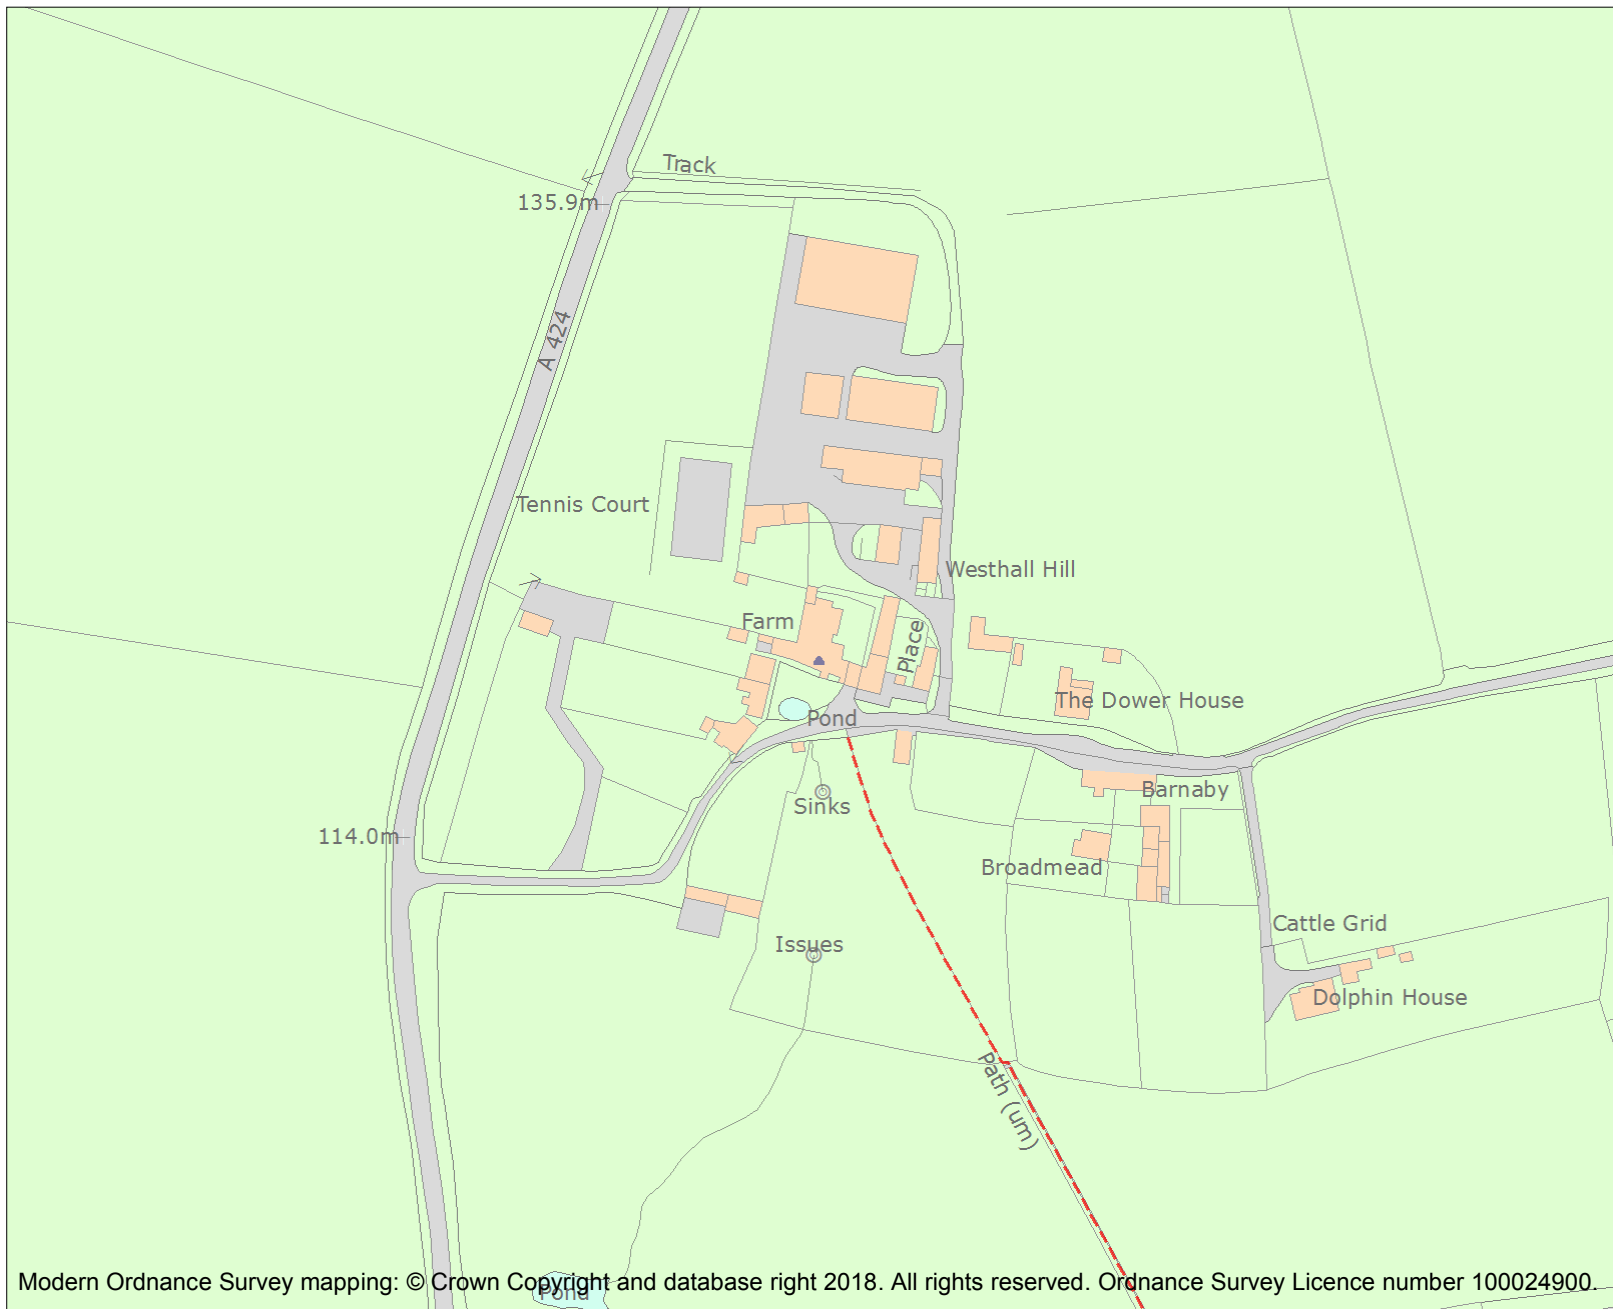 Track
135.9m
A 424
Tennis Court
Westhall Hill
Farm
Place
The Dower House
Pond
Barnaby
Sinks
114.0m
Broadmead
Cattle Grid
Issues
Dolphin House
Path (um)
Pond
Modern Ordnance Survey mapping: © Crown Copyright and database right 2018. All rights reserved. Ordnance Survey Licence number 100024900.